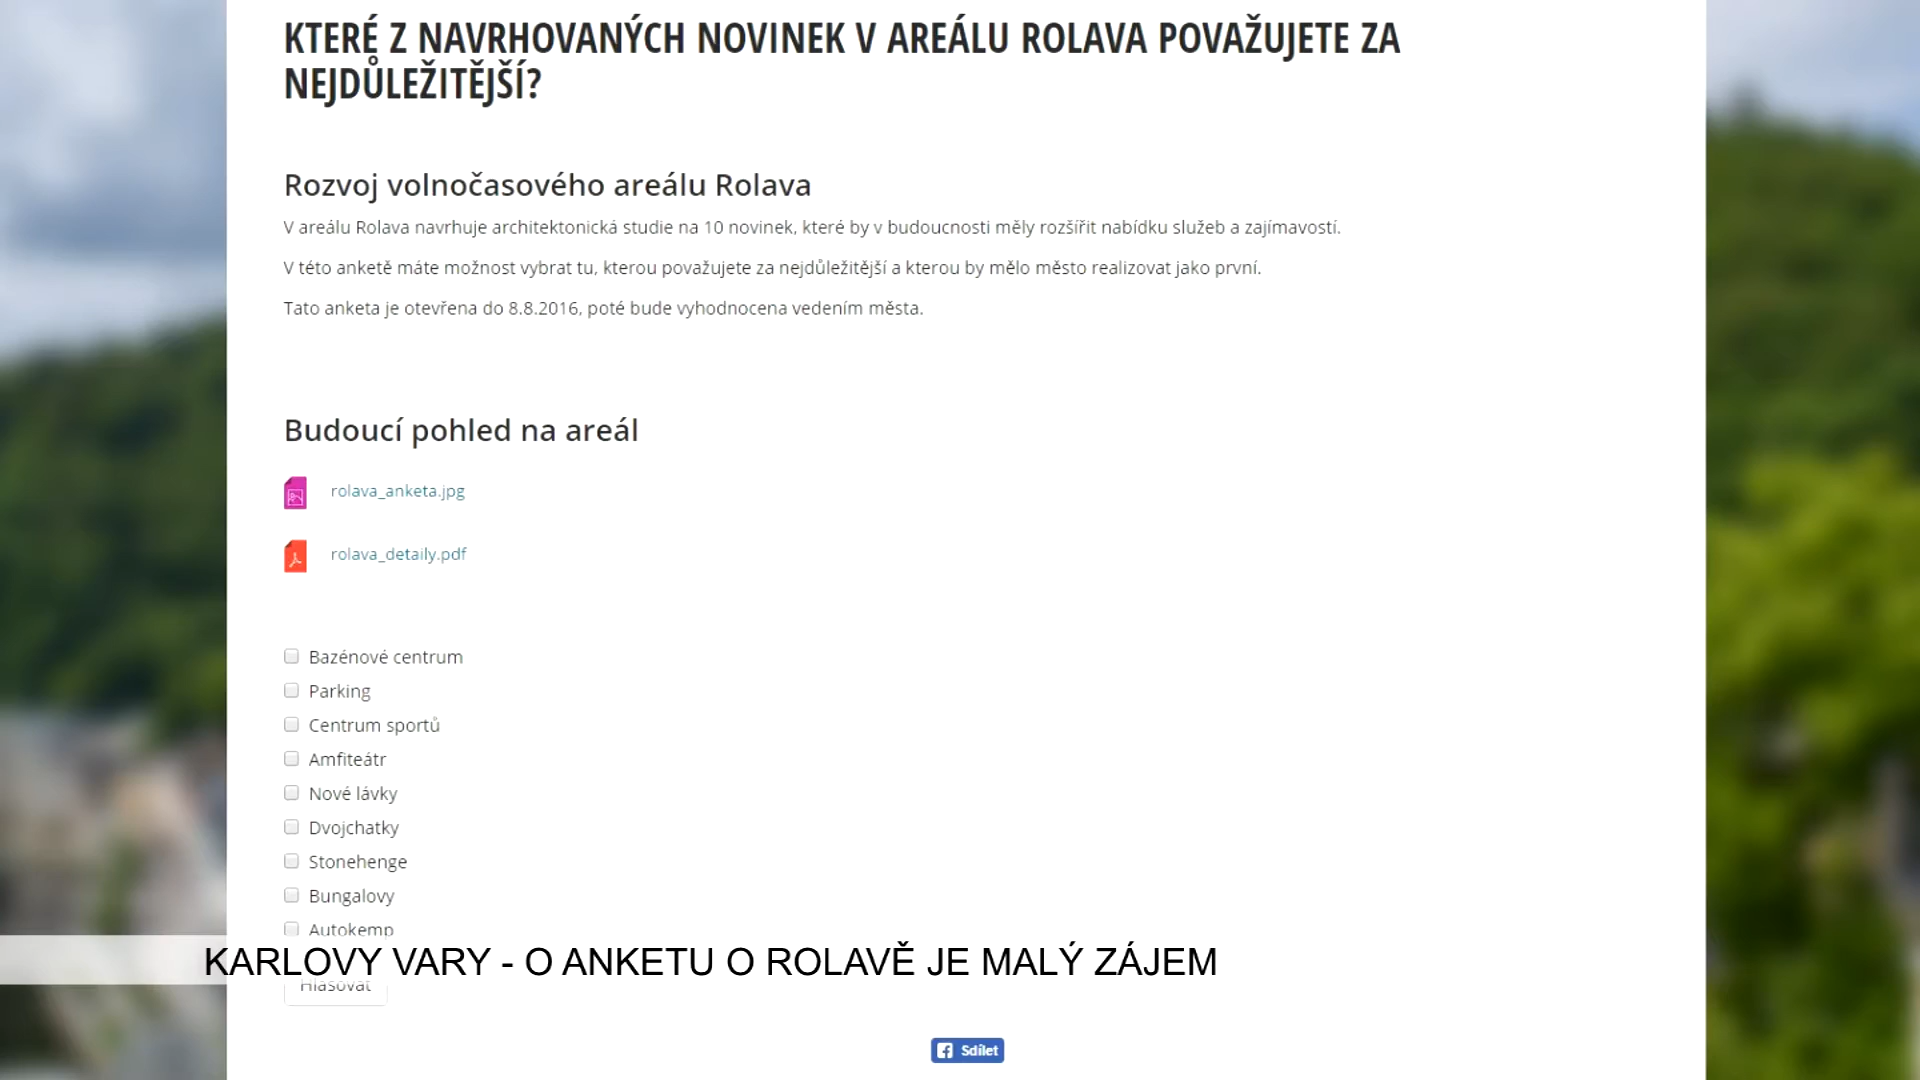 KTERÉ Z NAVRHOVANÝCH NOVINEK V AREÁLU ROLAVA POVAŽUJETE ZA
NEJDŮLEŽITĚJŠÍ?
Rozvoj volnočasového areálu Rolava
V areálu Rolava navrhuje architektonická studie na 10 novinek, které by v budoucnosti měly rozšířit nabídku služeb a zajímavostí.
V této anketě máte možnost vybrat tu, kterou považujete za nejdůležitější a kterou by mělo město realizovat jako první.
Tato anketa je otevřena do 8.8.2016, poté bude vyhodnocena vedením města.
Budoucí pohled na areál
rolava_anketa.jpg
rolava_detaily.pdf
Bazénové centrum
Parking
Centrum sportů
Amfiteátr
Nové lávky
Dvojchatky
Stonehenge
Bungalovy
Autokemp
KARLOVY VARY - O ANKETU O ROLAVĚ JE MALÝ ZÁJEM
Hlasovat
Sdílet